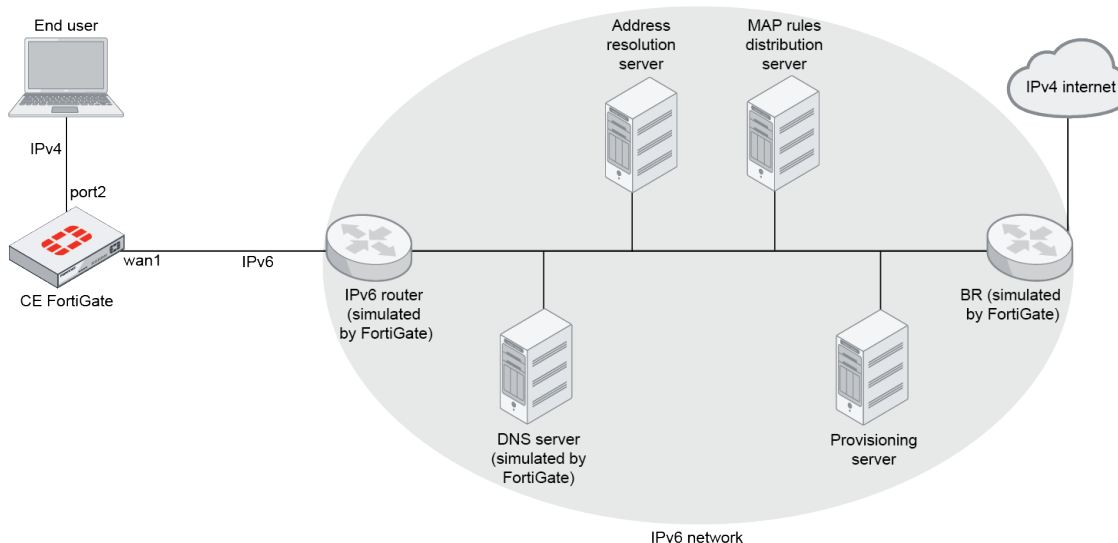 End user
IPv4
port2
wan1
CE FortiGate
IPv6
IPv6 router
(simulated
by FortiGate)
Address
resolution
server
MAP rules
distribution
server
DNS server
(simulated by
FortiGate)
Provisioning
server
BR (simulated
by FortiGate)
IPv4 internet
IPv6 network